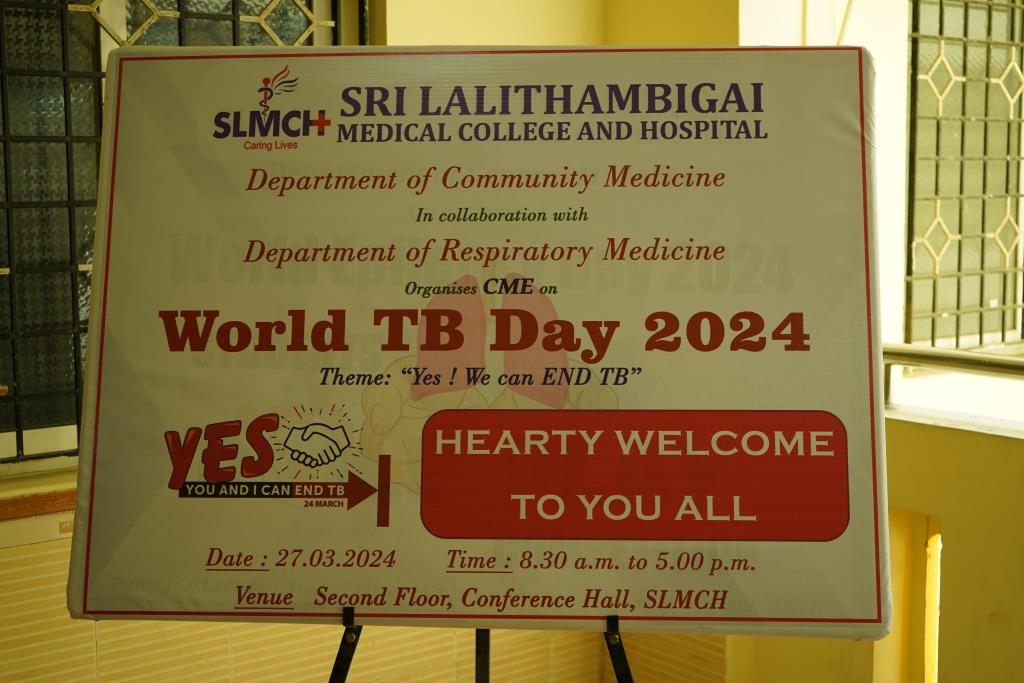 SLMCH
Caring Lives
SRI LALITHAMBIGAI
MEDICAL COLLEGE AND HOSPITAL
Department of Community Medicine
In collaboration with
Department of Respiratory Medicine
Organises CME on
World TB Day 2024
Theme: “Yes ! We can END TB”
YES
YOU AND I CAN END TB
24 MARCH
HEARTY WELCOME
TO YOU ALL
Date : 27.03.2024 Time : 8.30 a.m. to 5.00 p.m.
Venue Second Floor, Conference Hall, SLMCH